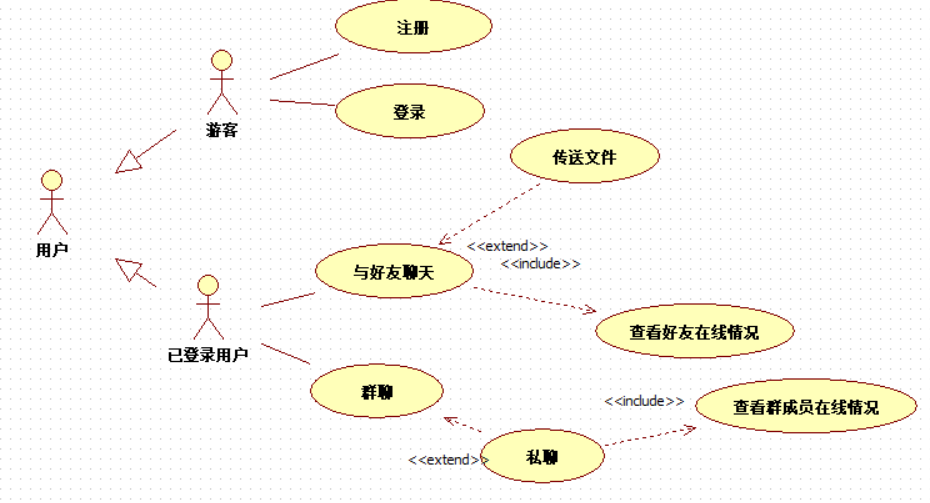 注册
登录
游客
传送文件
用户
<<extend>>
<<include>>
与好友聊天
查看好友在线情况
已登录用户
群聊
<<include>>
查看群成员在线情况
<<extend>>
私聊